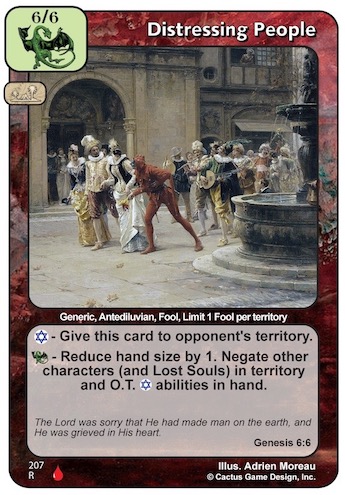 6/6
Distressing People
Generic, Antediluvian, Fool, Limit 1 Fool per territory
- Give this card to opponent's territory.
- Reduce hand size by 1. Negate other
characters (and Lost Souls) in territory
and O.T. abilities in hand.
The Lord was sorry that He had made man on the earth, and
He was grieved in His heart.
Genesis 6:6
207
R
Illus. Adrien Moreau
© Cactus Game Design, Inc.